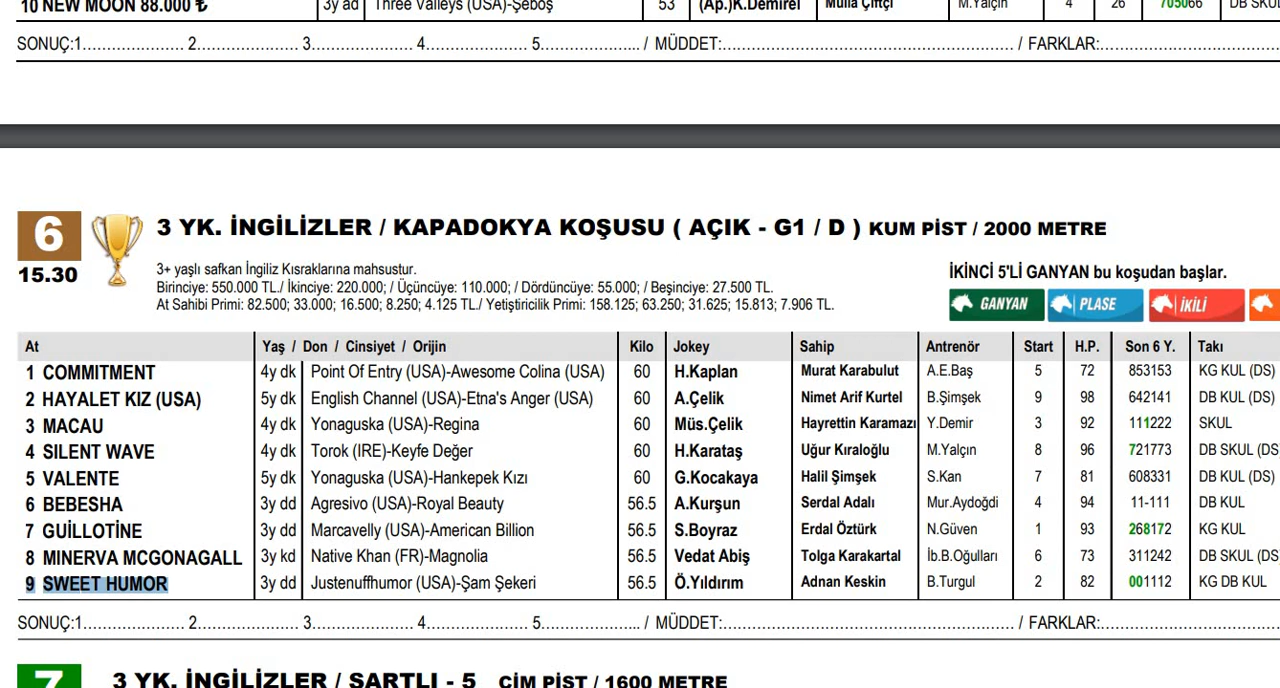 10 NEW MOON 88.000 ₺ 3y ad Three Valleys (USA)-Şeboş 53 (Ap.)K.Demirel Mulla Çiftçi M.Yalçın 4 26 705066 DB SKUL
SONUÇ:1...................... 2...................... 3...................... 4...................... 5...................... / MÜDDET:.............................................................. / FARKLAR:......................................
6 3 YK. İNGİLİZLER / KAPADOKYA KOŞUSU ( AÇIK - G1 / D ) KUM PİST / 2000 METRE
15.30
3+ yaşlı safkan İngiliz Kısraklarına mahsustur.
Birinciye: 550.000 TL./ İkinciye: 220.000; / Üçüncüye: 110.000; / Dördüncüye: 55.000; / Beşinciye: 27.500 TL.
At Sahibi Primi: 82.500; 33.000; 16.500; 8.250; 4.125 TL./ Yetiştiricilik Primi: 158.125; 63.250; 31.625; 15.813; 7.906 TL.
İKİNCİ 5'Lİ GANYAN bu koşudan başlar.
GANYAN PLASE İKİLİ
At Yaş / Don / Cinsiyet / Orijin Kilo Jokey Sahip Antrenör Start H.P. Son 6 Y. Takı
1 COMMITMENT 4y dk Point Of Entry (USA)-Awesome Colina (USA) 60 H.Kaplan Murat Karabulut A.E.Baş 5 72 853153 KG KUL (DS)
2 HAYALET KIZ (USA) 5y dk English Channel (USA)-Etna's Anger (USA) 60 A.Çelik Nimet Arif Kurtel B.Şimşek 9 98 642141 DB KUL (DS)
3 MACAU 4y dk Yonaguska (USA)-Regina 60 Müs.Çelik Hayrettin Karamazı Y.Demir 3 92 111222 SKUL
4 SILENT WAVE 4y dk Torok (IRE)-Keyfe Değer 60 H.Karataş Uğur Kıraloğlu M.Yalçın 8 96 721773 DB SKUL (DS
5 VALENTE 5y dk Yonaguska (USA)-Hankepek Kızı 60 G.Kocakaya Halil Şimşek S.Kan 7 81 608331 DB KUL (DS)
6 BEBESHA 3y dd Agresivo (USA)-Royal Beauty 56.5 A.Kurşun Serdal Adalı Mur.Aydoğdi 4 94 11-111 DB KUL
7 GUİLLOTİNE 3y dd Marcavelly (USA)-American Billion 56.5 S.Boyraz Erdal Öztürk N.Güven 1 93 268172 KG KUL
8 MINERVA MCGONAGALL 3y kd Native Khan (FR)-Magnolia 56.5 Vedat Abiş Tolga Karakartal İb.B.Oğulları 6 73 311242 DB SKUL (DS
9 SWEET HUMOR 3y dd Justenuffhumor (USA)-Şam Şekeri 56.5 Ö.Yıldırım Adnan Keskin B.Turgul 2 82 001112 KG DB KUL
SONUÇ:1...................... 2...................... 3...................... 4...................... 5...................... / MÜDDET:.............................................................. / FARKLAR:......................................
7 3 YK. İNGİLİZLER / ŞARTLI - 5 ÇİM PİST / 1600 METRE